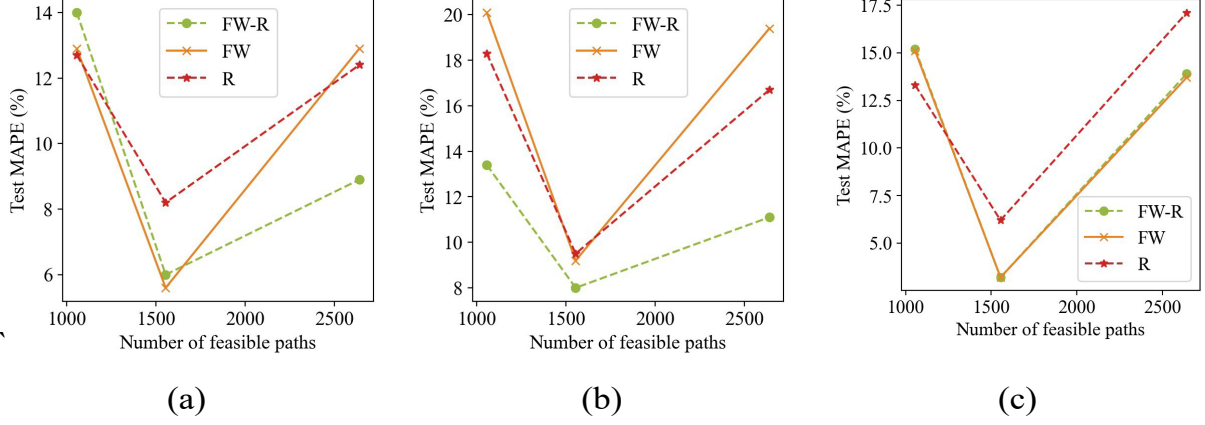 Test MAPE (%)
14
12
10
8
6
1000 1500 2000 2500
Number of feasible paths
FW-R
FW
R
(a)
Test MAPE (%)
20
18
16
14
12
10
8
1000 1500 2000 2500
Number of feasible paths
FW-R
FW
R
(b)
Test MAPE (%)
17.5
15.0
12.5
10.0
7.5
5.0
1000 1500 2000 2500
Number of feasible paths
FW-R
FW
R
(c)